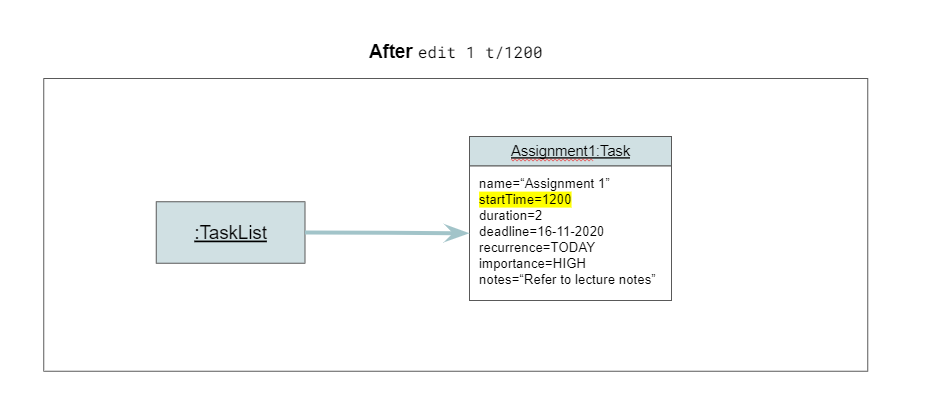 After edit 1 t/1200
Assignment1:Task
name=“Assignment 1”
startTime=1200
duration=2
deadline=16-11-2020
recurrence=TODAY
importance=HIGH
notes=“Refer to lecture notes”
:TaskList